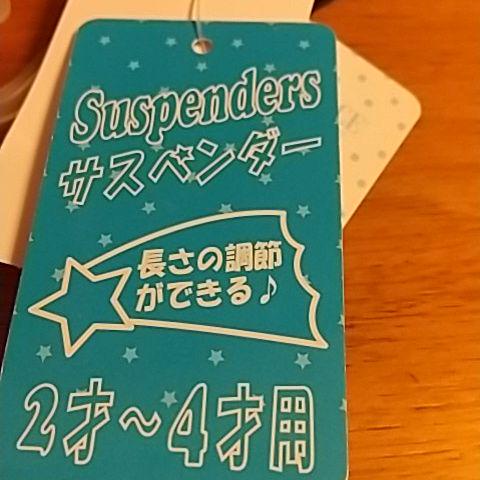 Suspenders
サスペンダー
長さの調節
ができる♪
2才～4才用